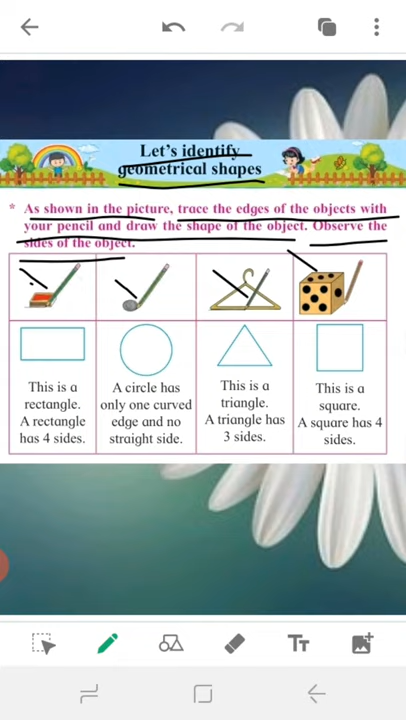 Let's identify
geometrical shapes
* As shown in the picture, trace the edges of the objects with
your pencil and draw the shape of the object. Observe the
sides of the object.
This is a
rectangle.
A rectangle
has 4 sides.
A circle has
only one curved
edge and no
straight side.
This is a
triangle.
A triangle has
3 sides.
This is a
square.
A square has 4
sides.
TT